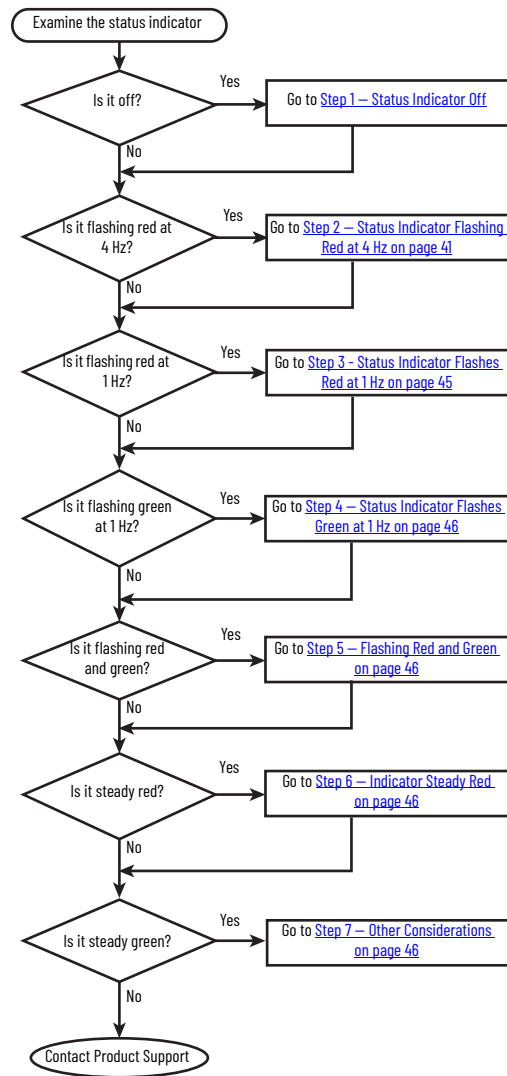 Examine the status indicator
Is it off?
Yes
Go to Step 1 – Status Indicator Off
No
Is it flashing red at
4 Hz?
Yes
Go to Step 2 – Status Indicator Flashing
Red at 4 Hz on page 41
No
Is it flashing red at
1 Hz?
Yes
Go to Step 3 - Status Indicator Flashes
Red at 1 Hz on page 45
No
Is it flashing green
at 1 Hz?
Yes
Go to Step 4 – Status Indicator Flashes
Green at 1 Hz on page 46
No
Is it flashing red
and green?
Yes
Go to Step 5 – Flashing Red and Green
on page 46
No
Is it steady red?
Yes
Go to Step 6 – Indicator Steady Red
on page 46
No
Is it steady green?
Yes
Go to Step 7 – Other Considerations
on page 46
No
Contact Product Support